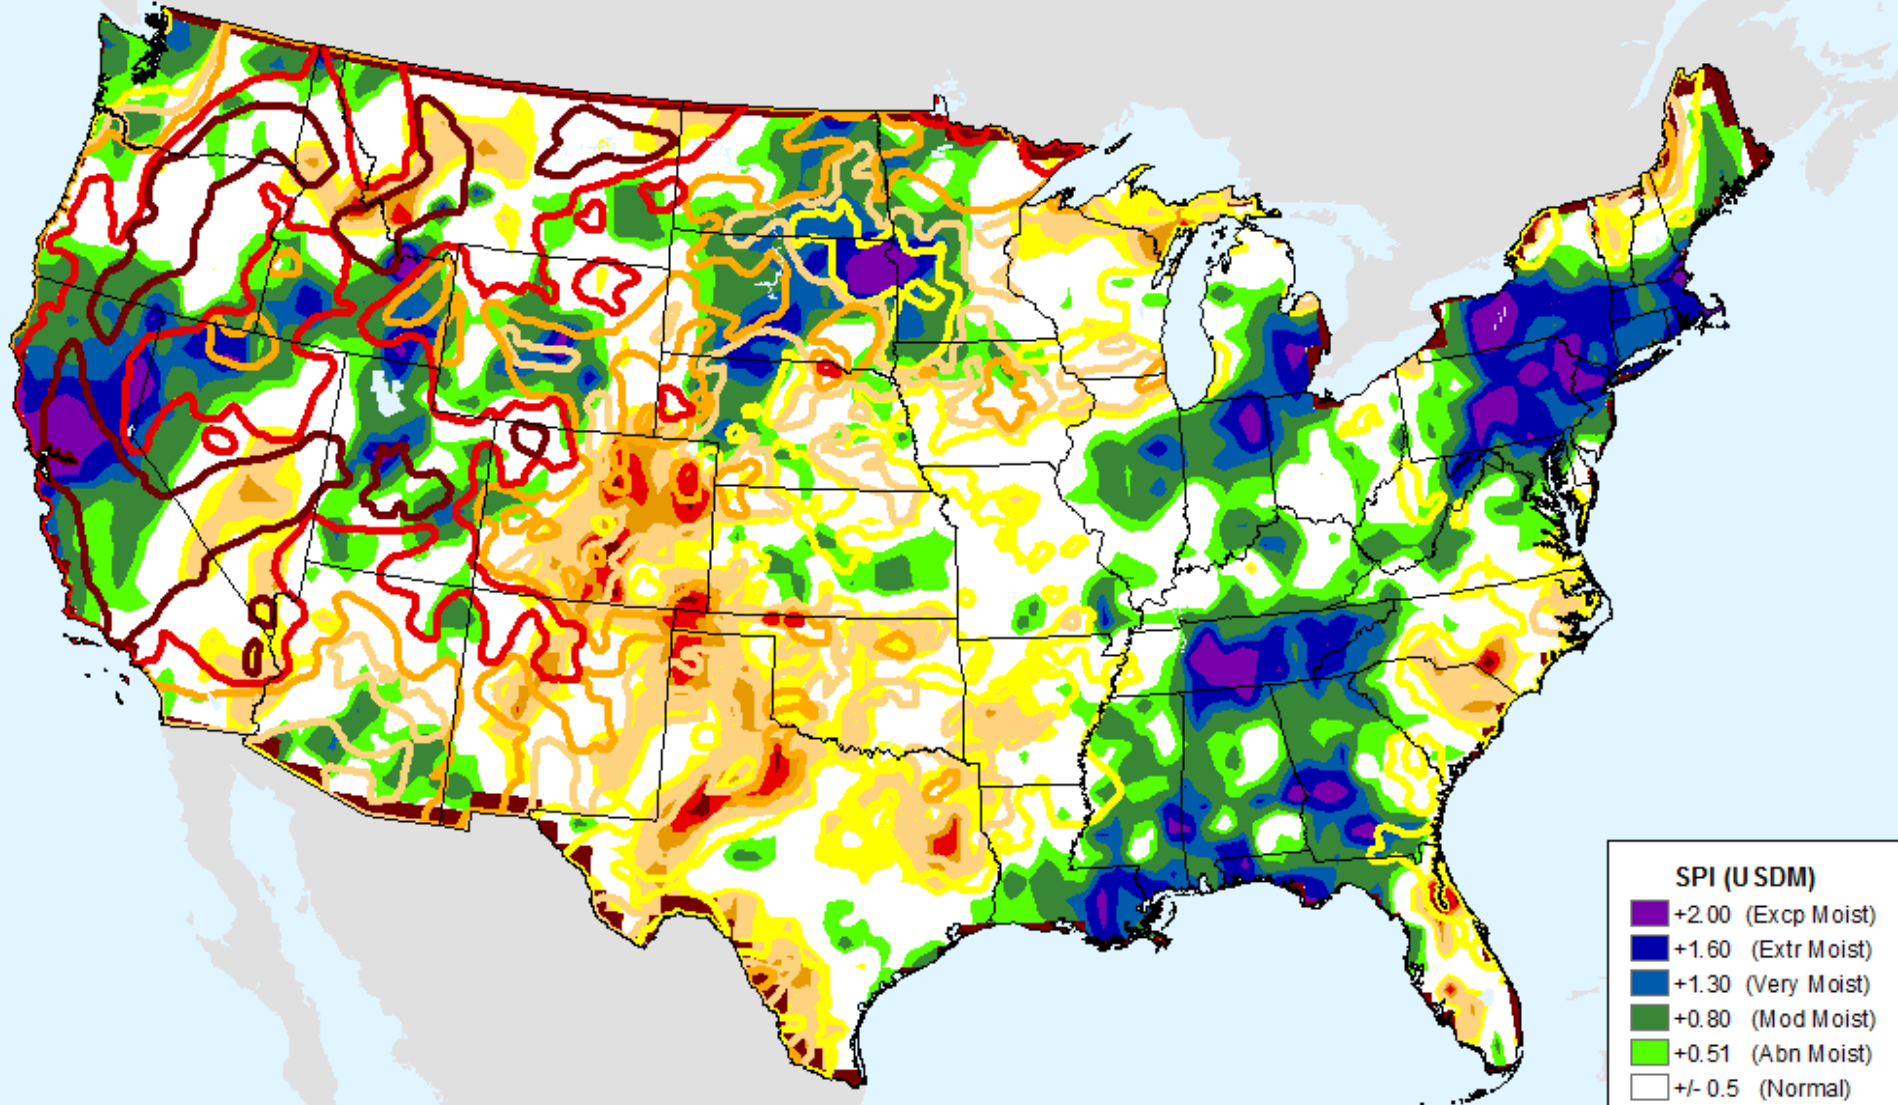 SPI (USDM)
+2.00 (Excp Moist)
+1.60 (Extr Moist)
+1.30 (Very Moist)
+0.80 (Mod Moist)
+0.51 (Abn Moist)
+/- 0.5 (Normal)